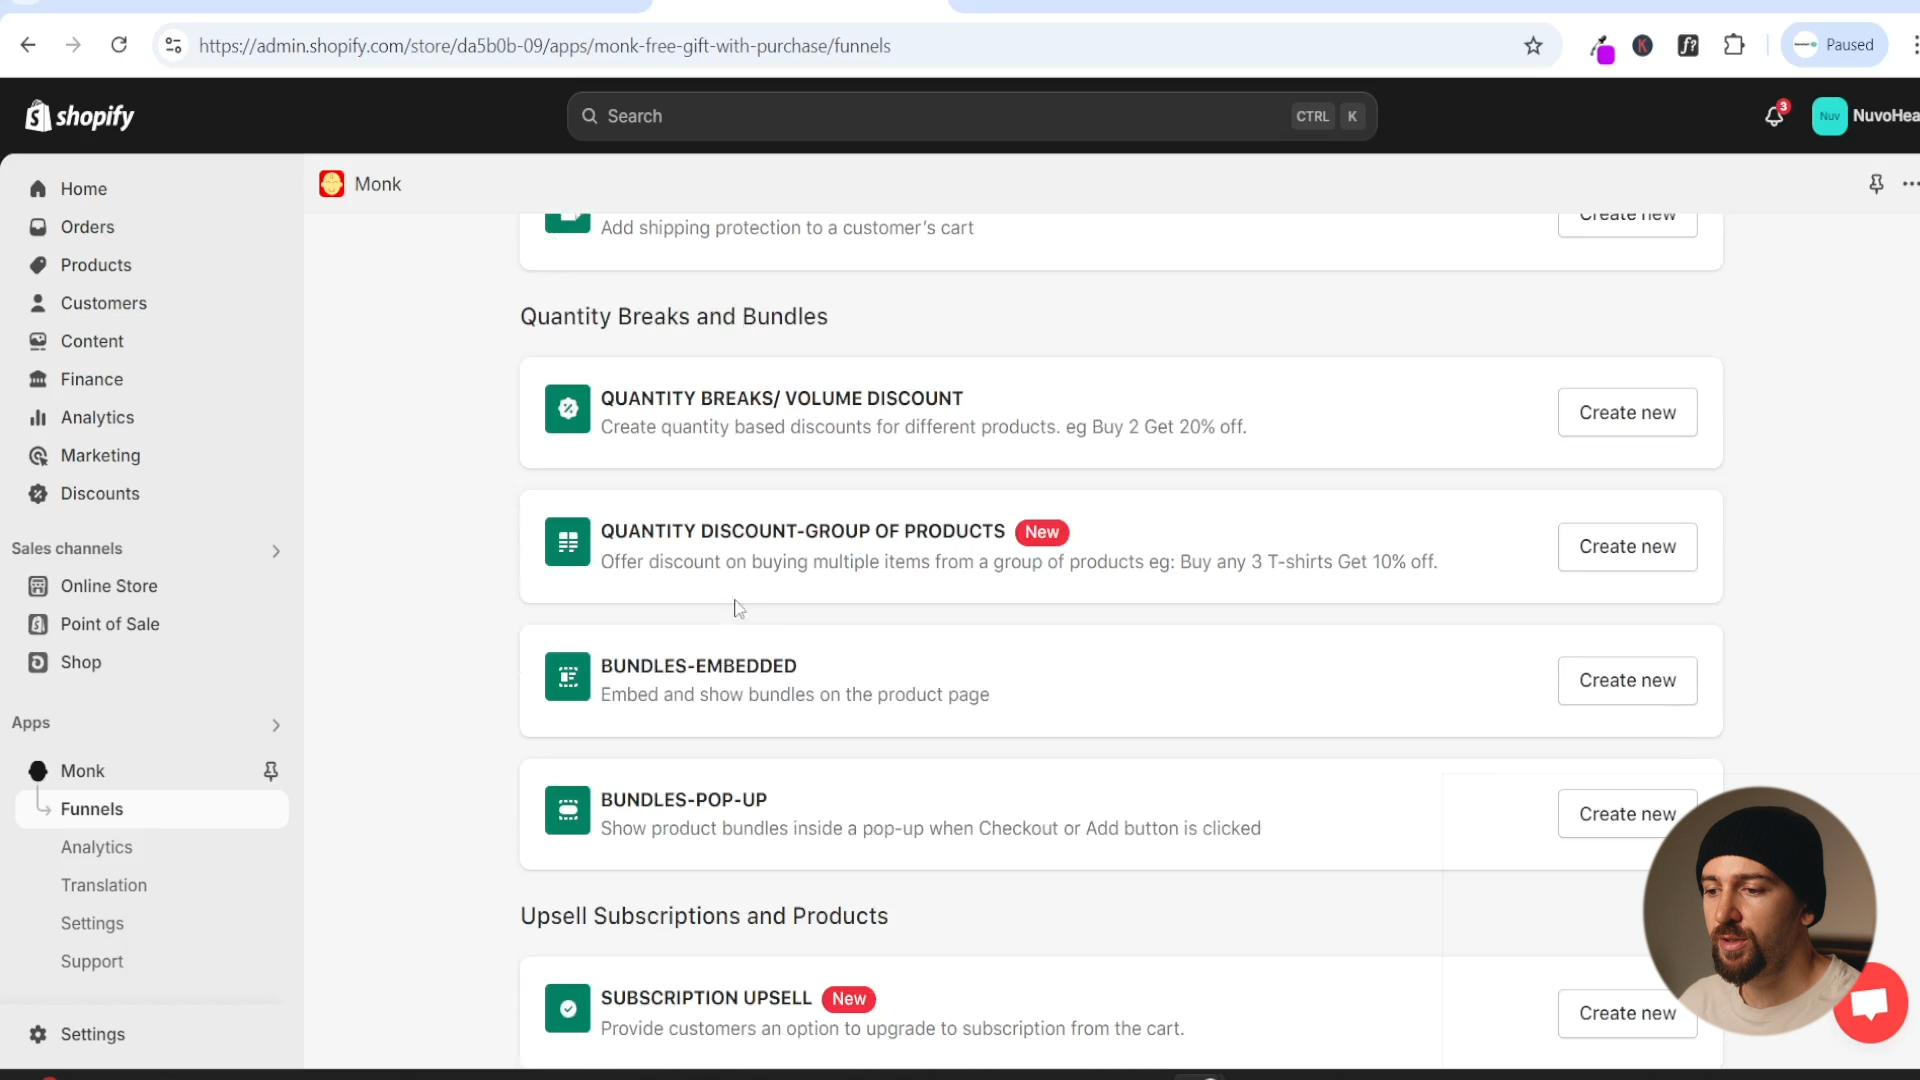 https://admin.shopify.com/store/da5b0b-09/apps/monk-free-gift-with-purchase/funnels
K
f?
Paused
shopify
Search
CTRL K
3
Nuv
NuvoHea
Home
Orders
Products
Customers
Content
Finance
Analytics
Marketing
Discounts
Sales channels
Online Store
Point of Sale
Shop
Apps
Monk
Funnels
Analytics
Translation
Settings
Support
Settings
Monk
Create new
Add shipping protection to a customer's cart
Quantity Breaks and Bundles
QUANTITY BREAKS/ VOLUME DISCOUNT
Create quantity based discounts for different products. eg Buy 2 Get 20% off.
Create new
QUANTITY DISCOUNT-GROUP OF PRODUCTS New
Offer discount on buying multiple items from a group of products eg: Buy any 3 T-shirts Get 10% off.
Create new
BUNDLES-EMBEDDED
Embed and show bundles on the product page
Create new
BUNDLES-POP-UP
Show product bundles inside a pop-up when Checkout or Add button is clicked
Create new
Upsell Subscriptions and Products
SUBSCRIPTION UPSELL New
Provide customers an option to upgrade to subscription from the cart.
Create new